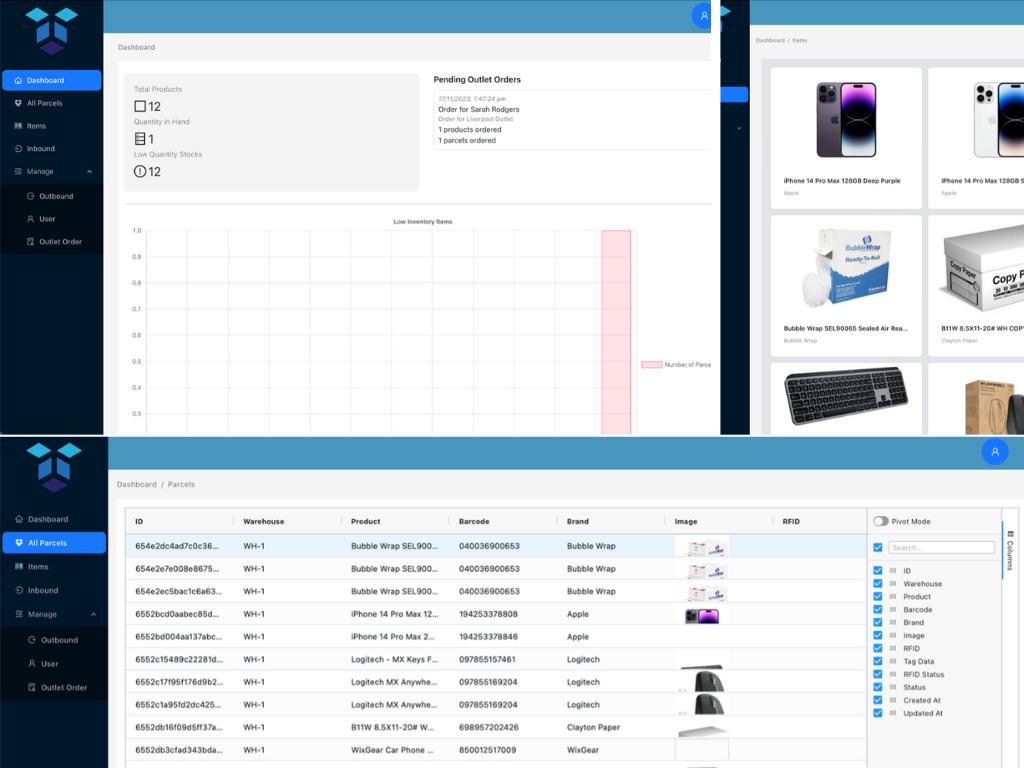 Dashboard
All Parcels
Items
Inbound
Manage
Outbound
User
Outlet Order
Dashboard
Total Products
12
Quantity in Hand
1
Low Quantity Stocks
12
Pending Outlet Orders
17/11/2023, 1:47:24 pm
Order for Sarah Rodgers
Order for Liverpool Outlet
1 products ordered
1 parcels ordered
Low Inventory Items
1.0
0.9
0.8
0.7
0.6
0.5
0.4
0.3
Number of Parce
Dashboard / Items
iPhone 14 Pro Max 128GB Deep Purple
Apple
iPhone 14 Pro Max 128GB S
Apple
BubbleWrap
Ready-To-Roll
Bubble Wrap SEL90065 Sealed Air Rea...
Bubble Wrap
Copy Paper
Copy P
B11W 8.5X11-20# WH COP
Clayton Paper
Dashboard
All Parcels
Items
Inbound
Manage
Outbound
User
Outlet Order
Dashboard / Parcels
ID Warehouse Product Barcode Brand Image RFID
654e2dc4ad7c0c36... WH-1 Bubble Wrap SEL900... 040036900653 Bubble Wrap
654e2e7e008e8675... WH-1 Bubble Wrap SEL900... 040036900653 Bubble Wrap
654e2ec5bac1c6a63... WH-1 Bubble Wrap SEL900... 040036900653 Bubble Wrap
6552bcd0aabec85d... WH-1 iPhone 14 Pro Max 12... 194253378808 Apple
6552bd004aa137abc... WH-1 iPhone 14 Pro Max 2... 194253378846 Apple
6552c15489c22281d... WH-1 Logitech - MX Keys F... 097855157461 Logitech
6552c17f95f176d9b2... WH-1 Logitech MX Anywhe... 097855169204 Logitech
6552c1a95fd2dc425... WH-1 Logitech MX Anywhe... 097855169204 Logitech
6552db16f09d5ff37a... WH-1 B11W 8.5X11-20# W... 698957202426 Clayton Paper
6552db3cfad343bda... WH-1 WixGear Car Phone ... 850012517009 WixGear
Pivot Mode
Search...
ID
Warehouse
Product
Barcode
Brand
Image
RFID
Tag Data
RFID Status
Status
Created At
Updated At
Columns